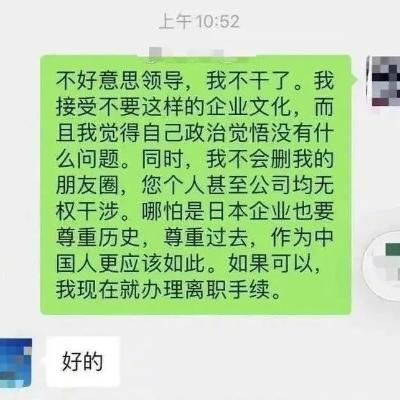 上午10:52
不好意思领导，我不干了。我
接受不要这样的企业文化，而
且我觉得自己政治觉悟没有什
么问题。同时，我不会删我的
朋友圈，您个人甚至公司均无
权干涉。哪怕是日本企业也要
尊重历史，尊重过去，作为中
国人更应该如此。如果可以，
我现在就办理离职手续。
好的